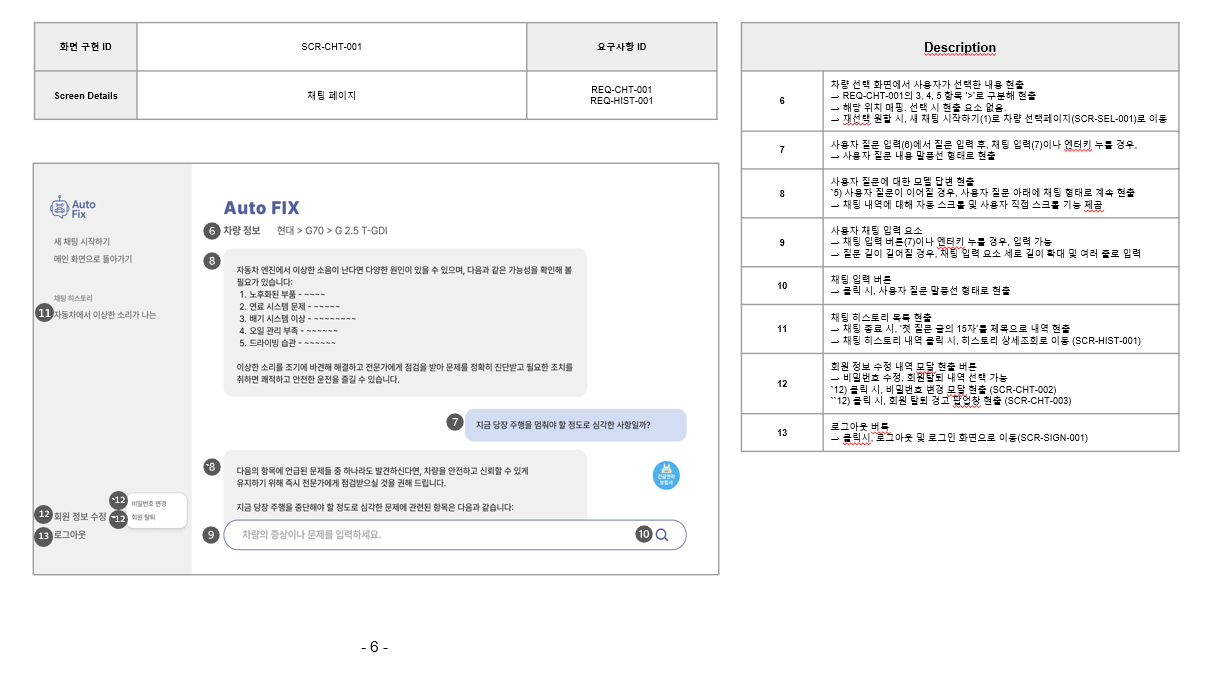 화면 구현 ID
SCR-CHT-001
요구사항 ID
Screen Details
채팅 페이지
REQ-CHT-001
REQ-HIST-001
Auto
Fix
새 채팅 시작하기
메인 화면으로 돌아가기
채팅 히스토리
11
자동차에서 이상한 소리가 나는
`12
비밀번호 변경
12
회원 정보 수정
``12
회원 탈퇴
13
로그아웃
Auto FIX
6
차량 정보
현대 > G70 > G 2.5 T-GDI
8
자동차 엔진에서 이상한 소음이 난다면 다양한 원인이 있을 수 있으며, 다음과 같은 가능성을 확인해 볼
필요가 있습니다:
1. 노후화된 부품 - ~~~~
2. 연료 시스템 문제 - ~~~~~
3. 배기 시스템 이상 - ~~~~~~~~
4. 오일 관리 부족 - ~~~~~~
5. 드라이빙 습관 - ~~~~~~
이상한 소리를 조기에 발견해 해결하고 전문가에게 점검을 받아 문제를 정확히 진단받고 필요한 조치를
취하면 쾌적하고 안전한 운전을 즐길 수 있습니다.
7
지금 당장 주행을 멈춰야 할 정도로 심각한 사항일까?
`8
다음의 항목에 언급된 문제들 중 하나라도 발견하신다면, 차량을 안전하고 신뢰할 수 있게
유지하기 위해 즉시 전문가에게 점검받으실 것을 권해 드립니다.
지금 당장 주행을 중단해야 할 정도로 심각한 문제에 관련된 항목은 다음과 같습니다:
9
차량의 증상이나 문제를 입력하세요.
10
Description
6
차량 선택 화면에서 사용자가 선택한 내용 현출
→ REQ-CHT-001의 3, 4, 5 항목 '>'로 구분해 현출
→ 해당 위치 매핑. 선택 시 현출 요소 없음.
→ 재선택 원할 시, 새 채팅 시작하기(1)로 차량 선택페이지(SCR-SEL-001)로 이동
7
사용자 질문 입력(6)에서 질문 입력 후, 채팅 입력(7)이나 엔터키 누를 경우,
→ 사용자 질문 내용 말풍선 형태로 현출
8
사용자 질문에 대한 모델 답변 현출
`5) 사용자 질문이 이어질 경우, 사용자 질문 아래에 채팅 형태로 계속 현출
→ 채팅 내역에 대해 자동 스크롤 및 사용자 직접 스크롤 기능 제공
9
사용자 채팅 입력 요소
→ 채팅 입력 버튼(7)이나 엔터키 누를 경우, 입력 가능
→ 질문 길이 길어질 경우, 채팅 입력 요소 세로 길이 확대 및 여러 줄로 입력
10
채팅 입력 버튼
→ 클릭 시, 사용자 질문 말풍선 형태로 현출
11
채팅 히스토리 목록 현출
→ 채팅 종료 시, '첫 질문 글의 15자'를 제목으로 내역 현출
→ 채팅 히스토리 내역 클릭 시, 히스토리 상세조회로 이동 (SCR-HIST-001)
12
회원 정보 수정 내역 모달 현출 버튼
→ 비밀번호 수정, 회원탈퇴 내역 선택 가능
`12) 클릭 시, 비밀번호 변경 모달 현출 (SCR-CHT-002)
``12) 클릭 시, 회원 탈퇴 경고 팝업창 현출 (SCR-CHT-003)
13
로그아웃 버튼
→ 클릭시, 로그아웃 및 로그인 화면으로 이동(SCR-SIGN-001)
- 6 -